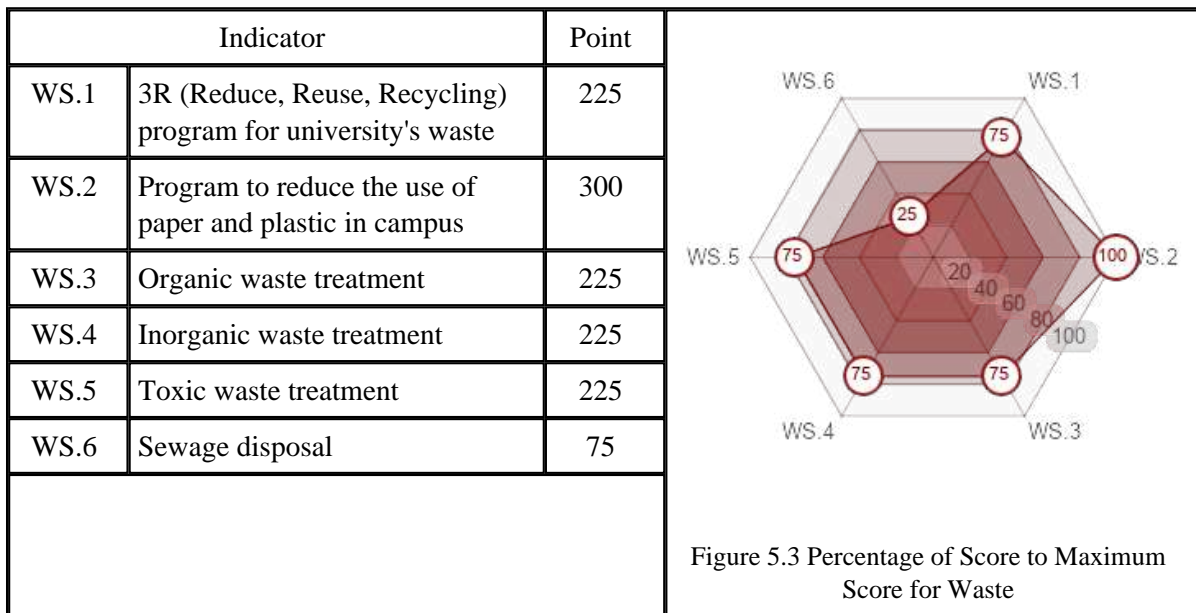 Indicator Point
WS.1 3R (Reduce, Reuse, Recycling) 225
program for university's waste
WS.2 Program to reduce the use of 300
paper and plastic in campus
WS.3 Organic waste treatment 225
WS.4 Inorganic waste treatment 225
WS.5 Toxic waste treatment 225
WS.6 Sewage disposal 75
WS.6 WS.1
75
25
WS.5 75 100 /S.2
20
40
60
80
100
75 75
WS.4 WS.3
Figure 5.3 Percentage of Score to Maximum
Score for Waste